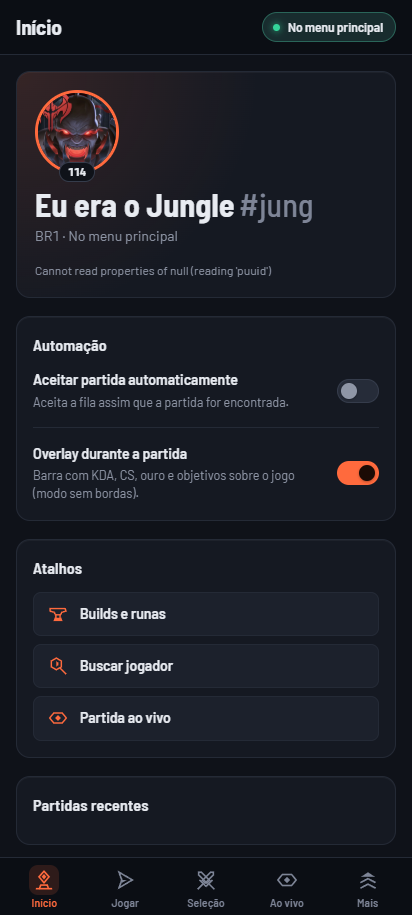 Início
No menu principal
114
Eu era o Jungle #jung
BR1 · No menu principal
Cannot read properties of null (reading 'puuid')
Automação
Aceitar partida automaticamente
Aceita a fila assim que a partida for encontrada.
Overlay durante a partida
Barra com KDA, CS, ouro e objetivos sobre o jogo
(modo sem bordas).
Atalhos
Builds e runas
Buscar jogador
Partida ao vivo
Partidas recentes
Início
Jogar
Seleção
Ao vivo
Mais